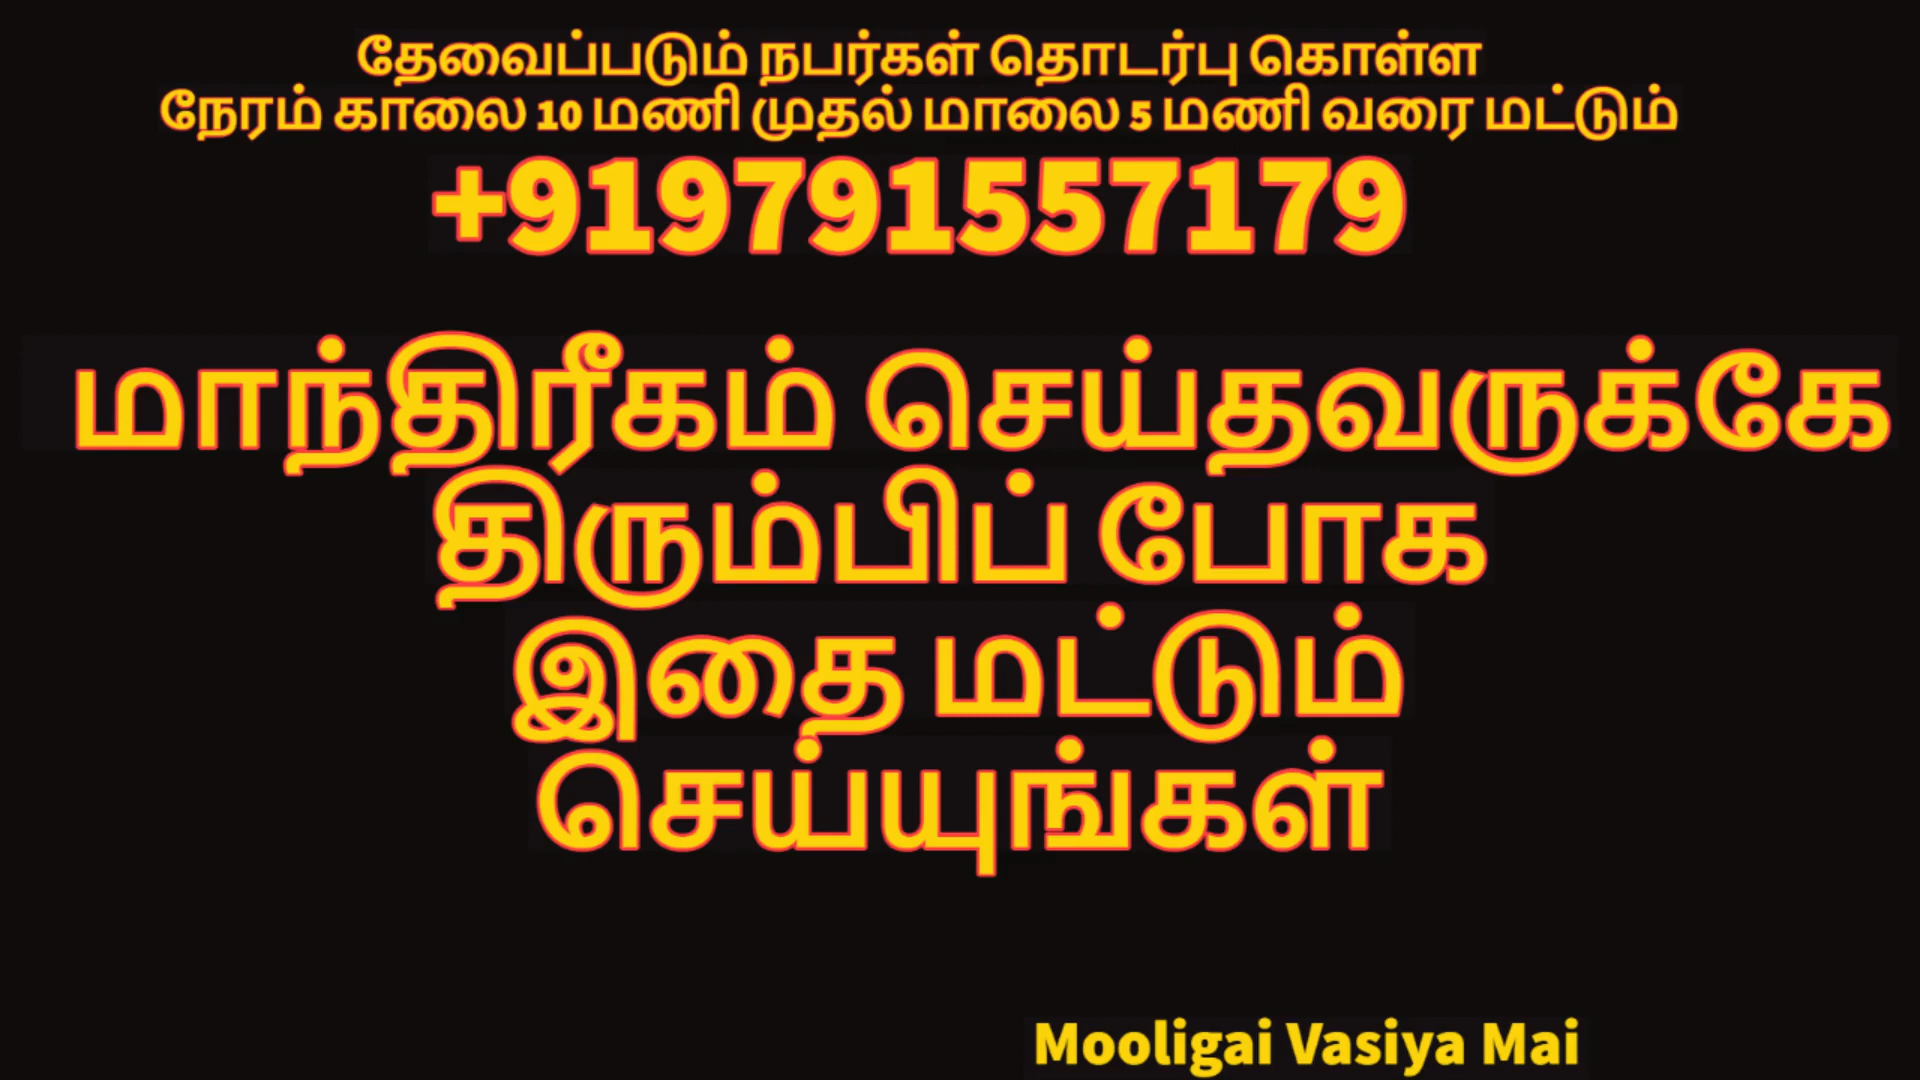 தேவைப்படும் நபர்கள் தொடர்பு கொள்ள
நேரம் காலை 10 மணி முதல் மாலை 5 மணி வரை மட்டும்
+919791557179
மாந்திரீகம் செய்தவருக்கே
திரும்பிப் போக
இதை மட்டும்
செய்யுங்கள்
Mooligai Vasiya Mai